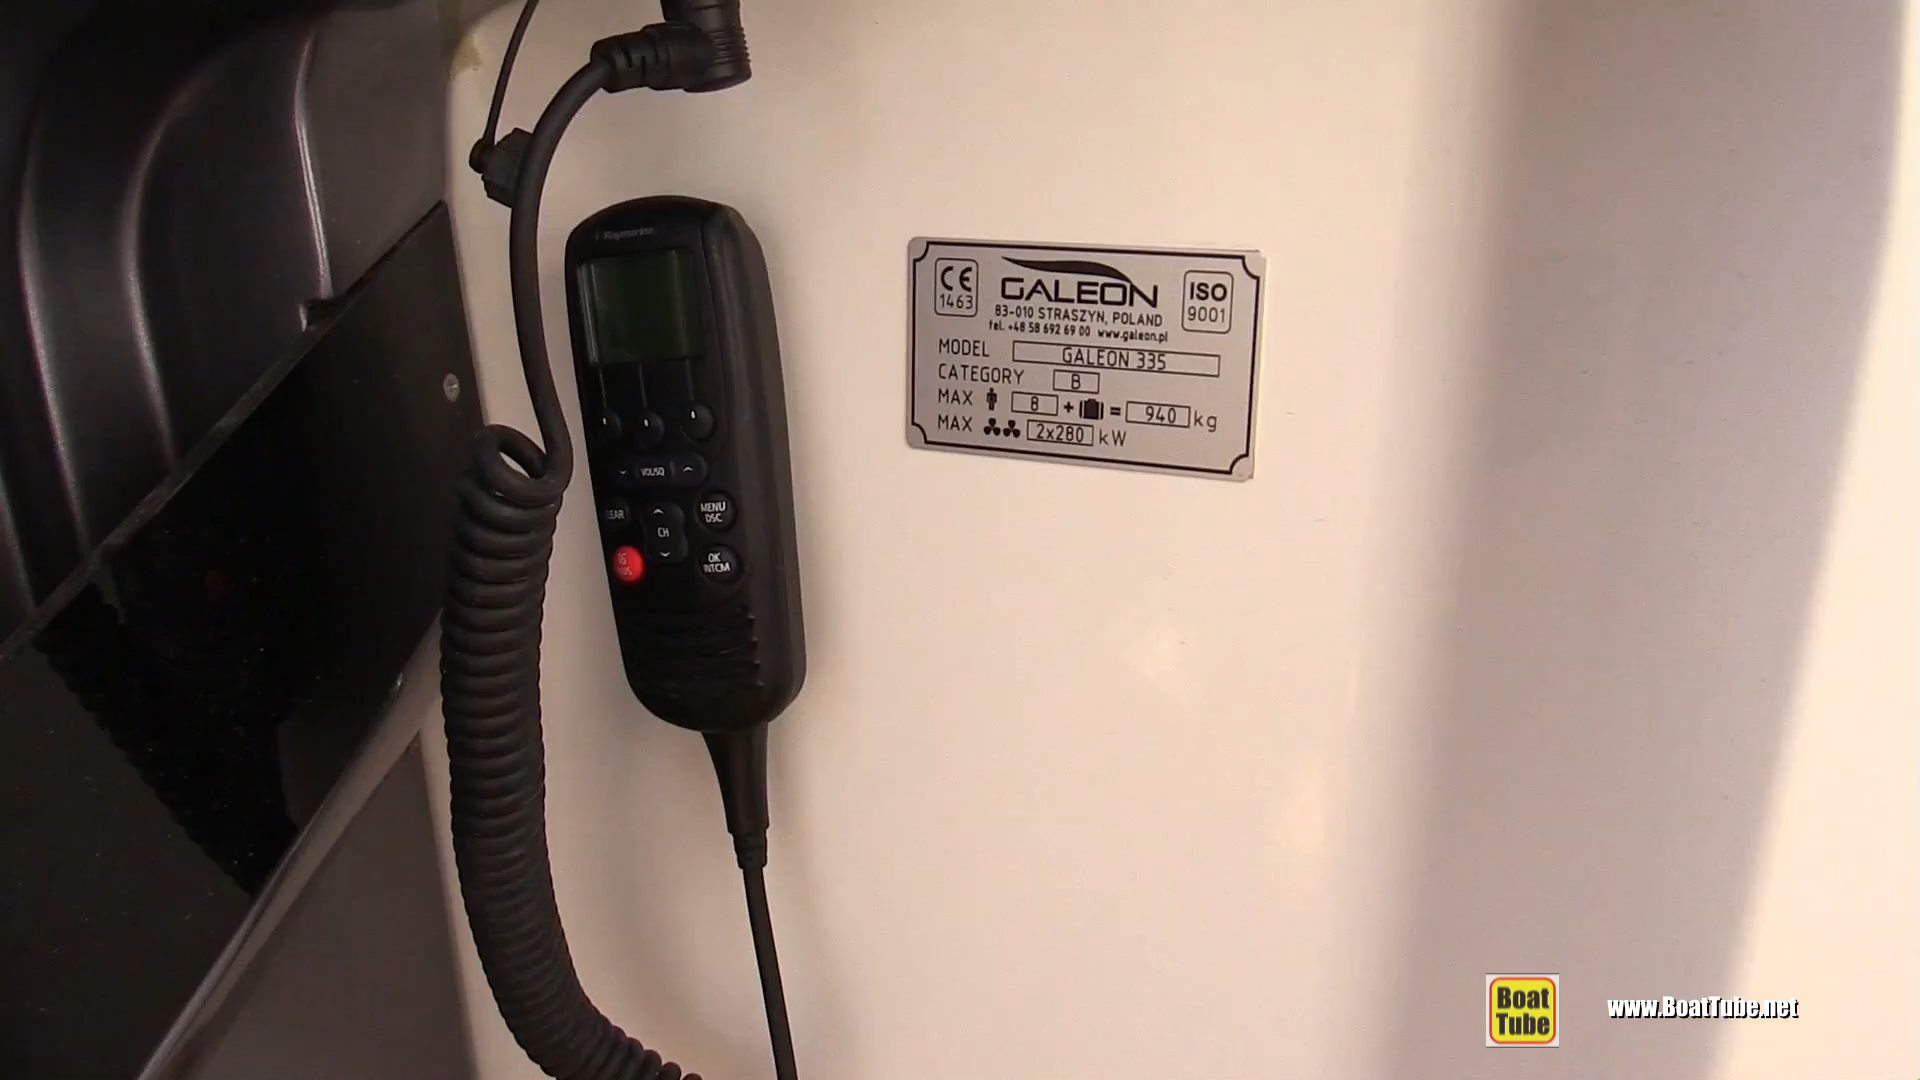 Raymarine
VOL/SQ
MENU
DSC
CH
16
OK
INTCM
CE
1463
GALEON
83-010 STRASZYN, POLAND
tel. +48 58 692 69 00 www.galeon.pl
ISO
9001
MODEL GALEON 335
CATEGORY B
MAX 8 + = 940 kg
MAX 2x280 kW
Boat
Tube
www.BoatTube.net